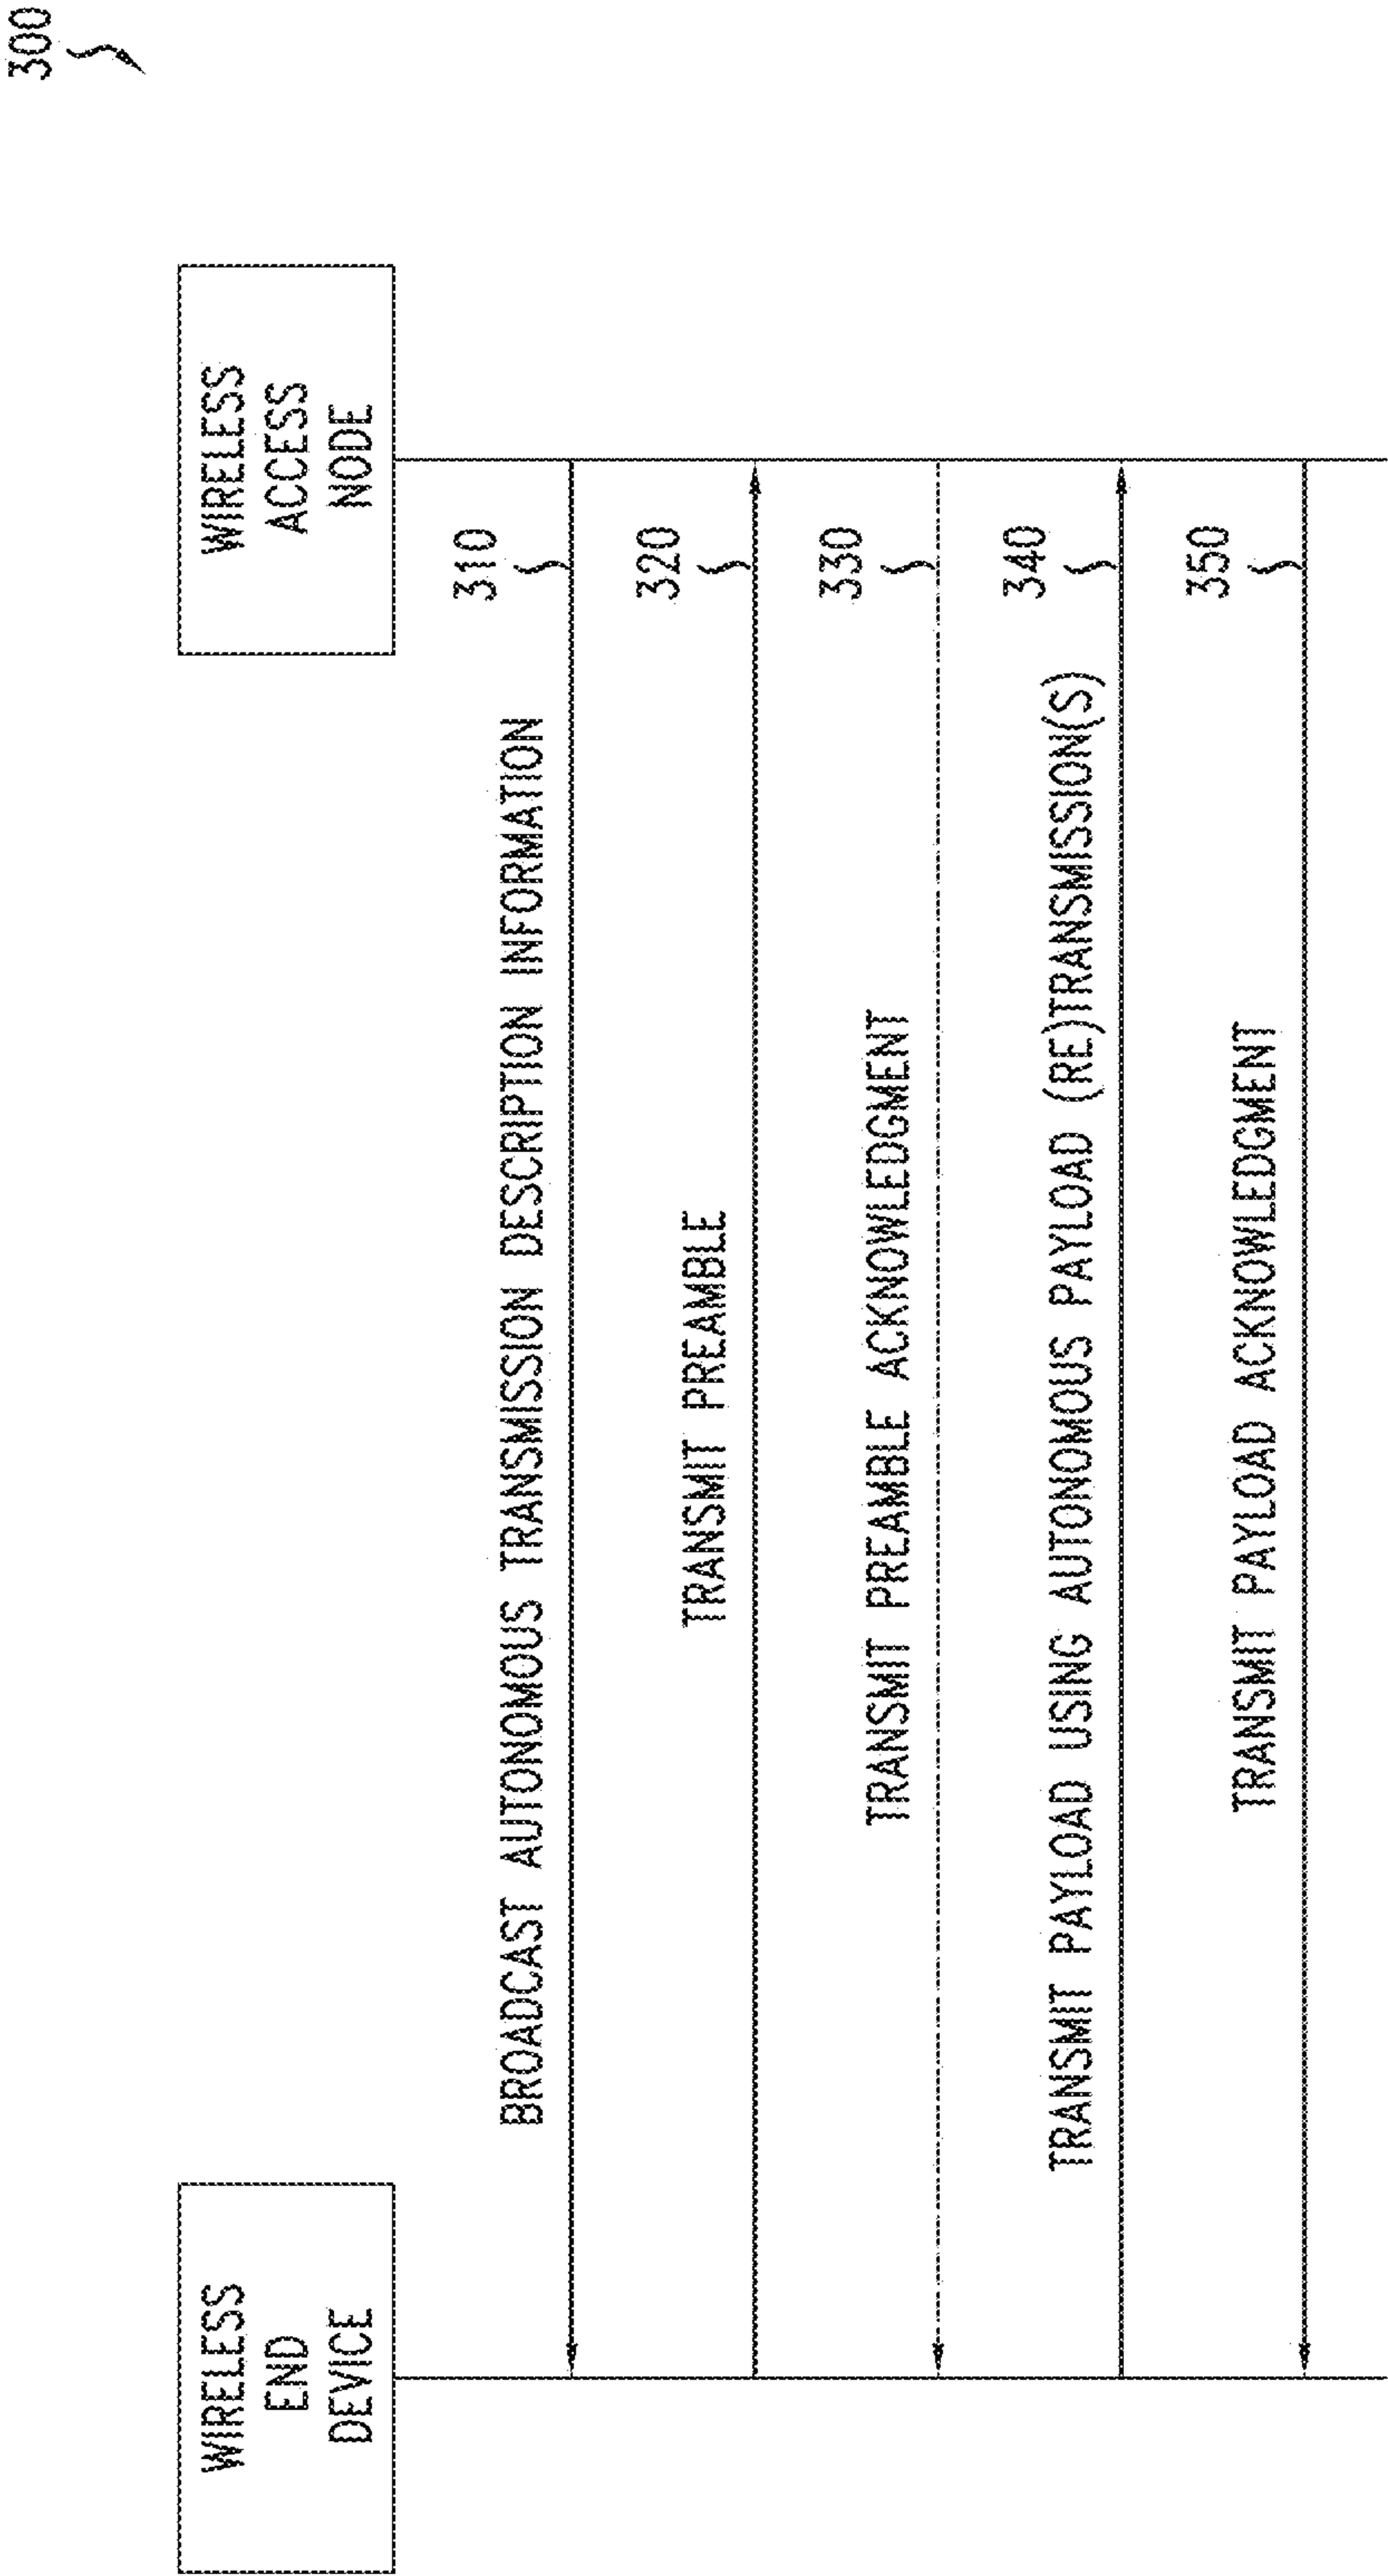 300
WIRELESS
END
DEVICE
WIRELESS
ACCESS
NODE
BROADCAST AUTONOMOUS TRANSMISSION DESCRIPTION INFORMATION
310
TRANSMIT PREAMBLE
320
TRANSMIT PREAMBLE ACKNOWLEDGMENT
330
TRANSMIT PAYLOAD USING AUTONOMOUS PAYLOAD (RE)TRANSMISSION(S)
340
TRANSMIT PAYLOAD ACKNOWLEDGMENT
350